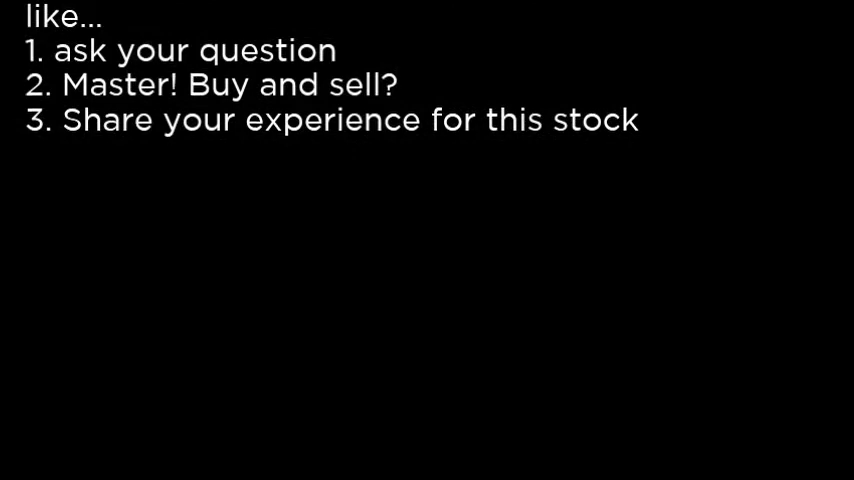 like...
1. ask your question
2. Master! Buy and sell?
3. Share your experience for this stock